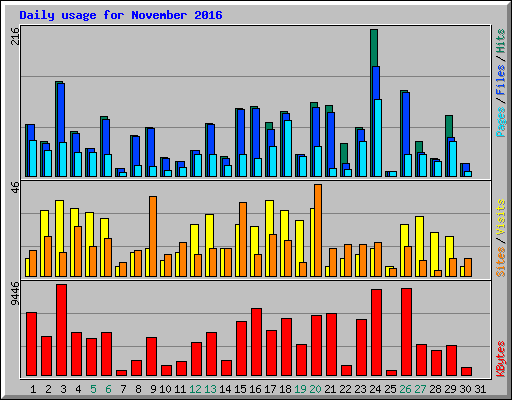 Daily usage for November 2016
216
Pages / Files / Hits
46
Sites / Visits
9446
KBytes
1 2 3 4 5 6 7 8 9 10 11 12 13 14 15 16 17 18 19 20 21 22 23 24 25 26 27 28 29 30 31